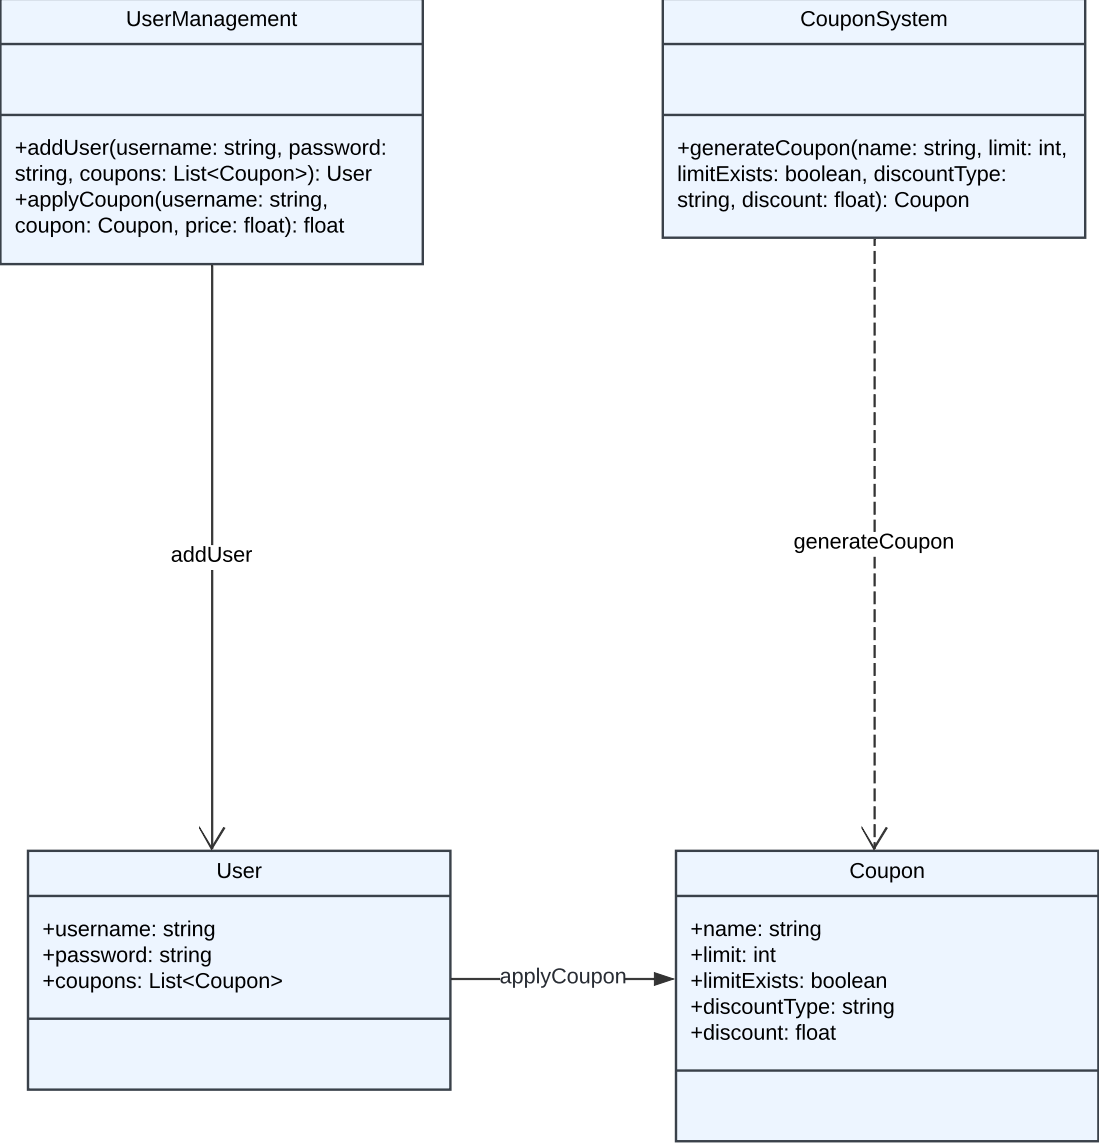 UserManagement
+addUser(username: string, password:
string, coupons: List<Coupon>): User
+applyCoupon(username: string,
coupon: Coupon, price: float): float
CouponSystem
+generateCoupon(name: string, limit: int,
limitExists: boolean, discountType:
string, discount: float): Coupon
addUser
generateCoupon
User
+username: string
+password: string
+coupons: List<Coupon>
applyCoupon
Coupon
+name: string
+limit: int
+limitExists: boolean
+discountType: string
+discount: float